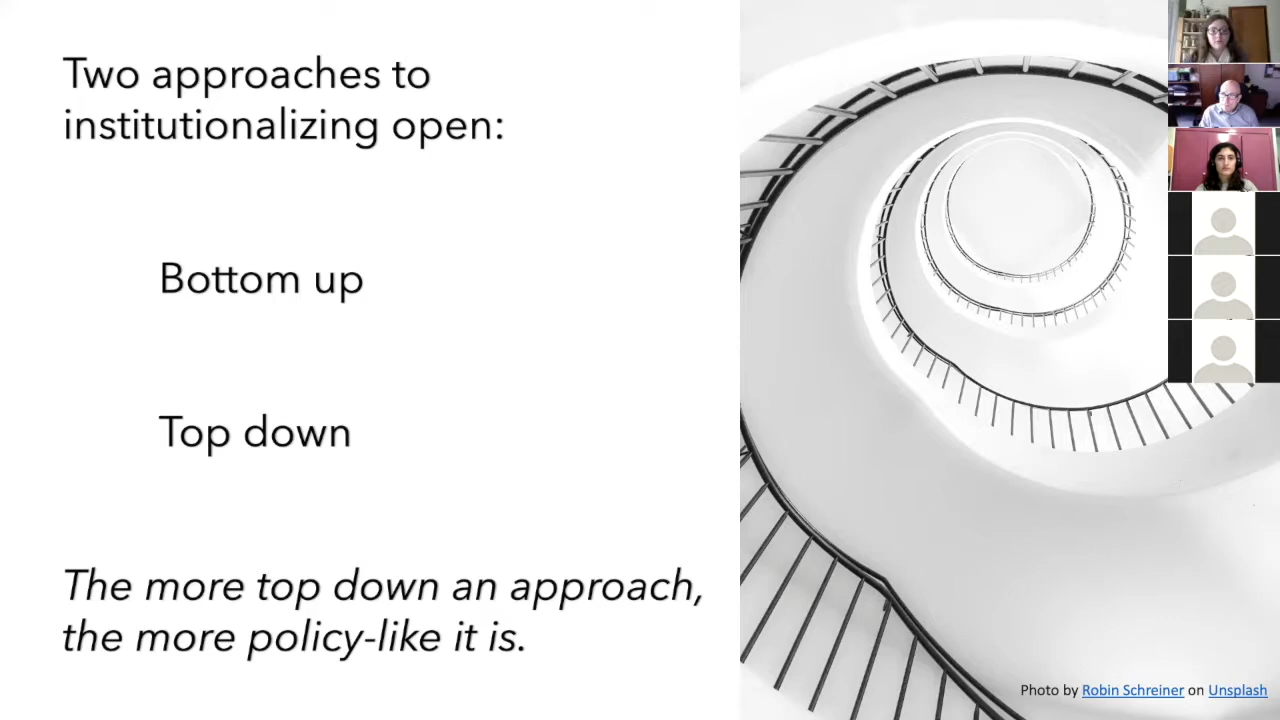 Two approaches to
institutionalizing open:
Bottom up
Top down
The more top down an approach,
the more policy-like it is.
Photo by Robin Schreiner on Unsplash